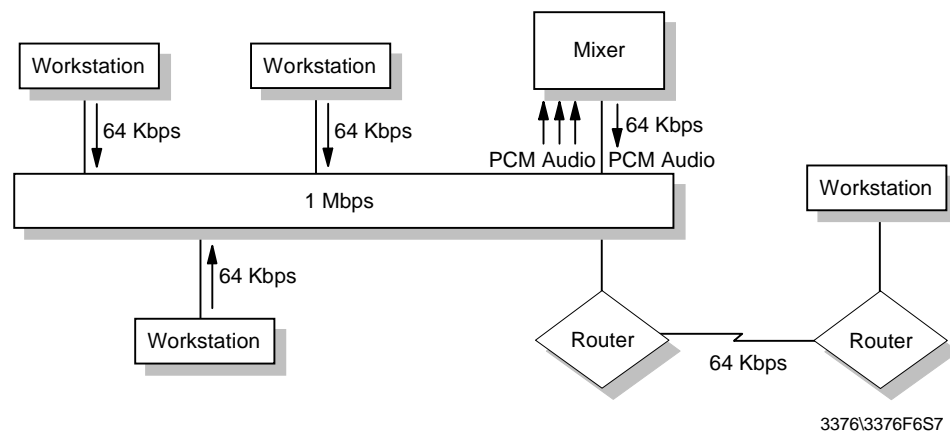 Workstation
Workstation
Mixer
64 Kbps
64 Kbps
64 Kbps
PCM Audio
PCM Audio
1 Mbps
Workstation
64 Kbps
Workstation
Router
64 Kbps
Router
3376\3376F6S7